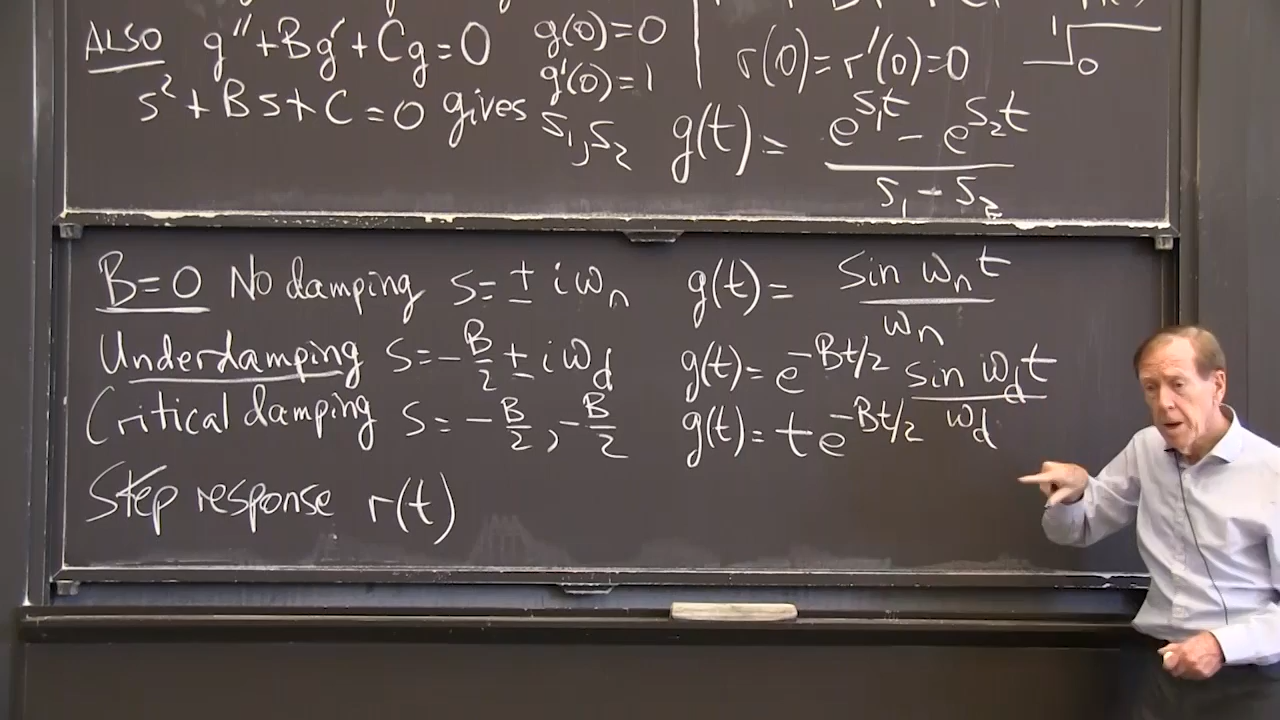 ALSO g'' + Bg' + Cg = 0 g(0) = 0
g'(0) = 1
r(0) = r'(0) = 0 1 0
s² + Bs + C = 0 gives s₁, s₂ g(t) = (e^{s₁t} - e^{s₂t}) / (s₁ - s₂)
B = 0 No damping s = ± iωₙ g(t) = sin ωₙt / ωₙ
Underdamping s = -B/2 ± iω_d g(t) = e^{-Bt/2} sin ω_d t / ω_d
Critical damping s = -B/2, -B/2 g(t) = te^{-Bt/2}
Step response r(t)